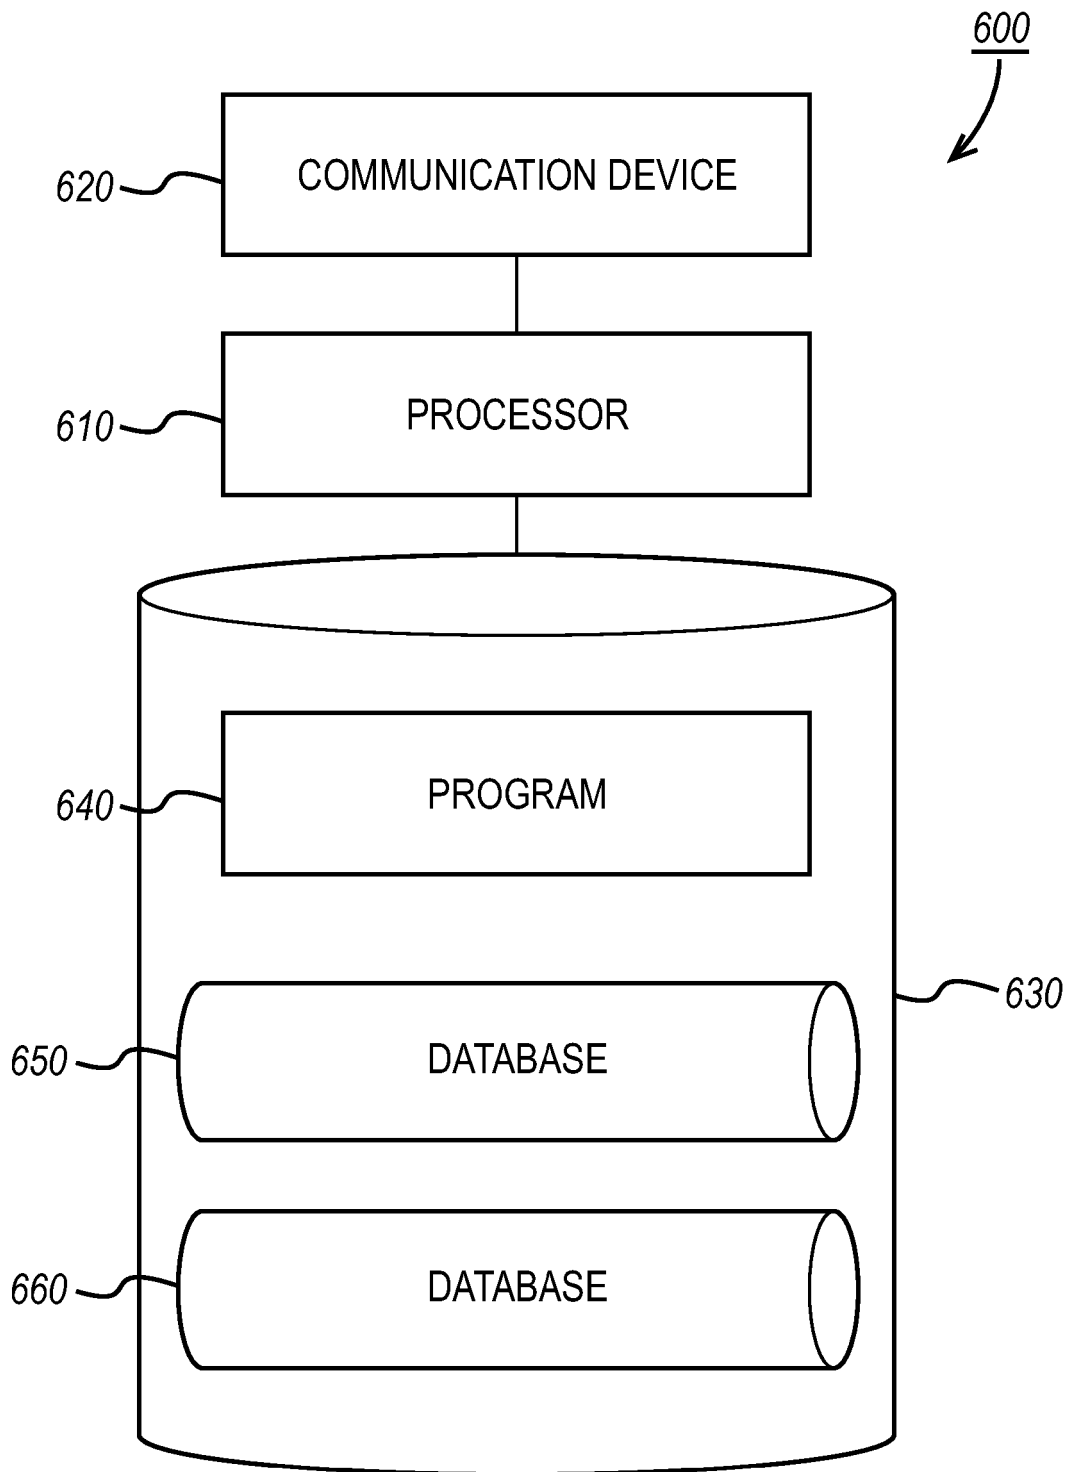 600
COMMUNICATION DEVICE
620
PROCESSOR
610
PROGRAM
640
630
DATABASE
650
DATABASE
660